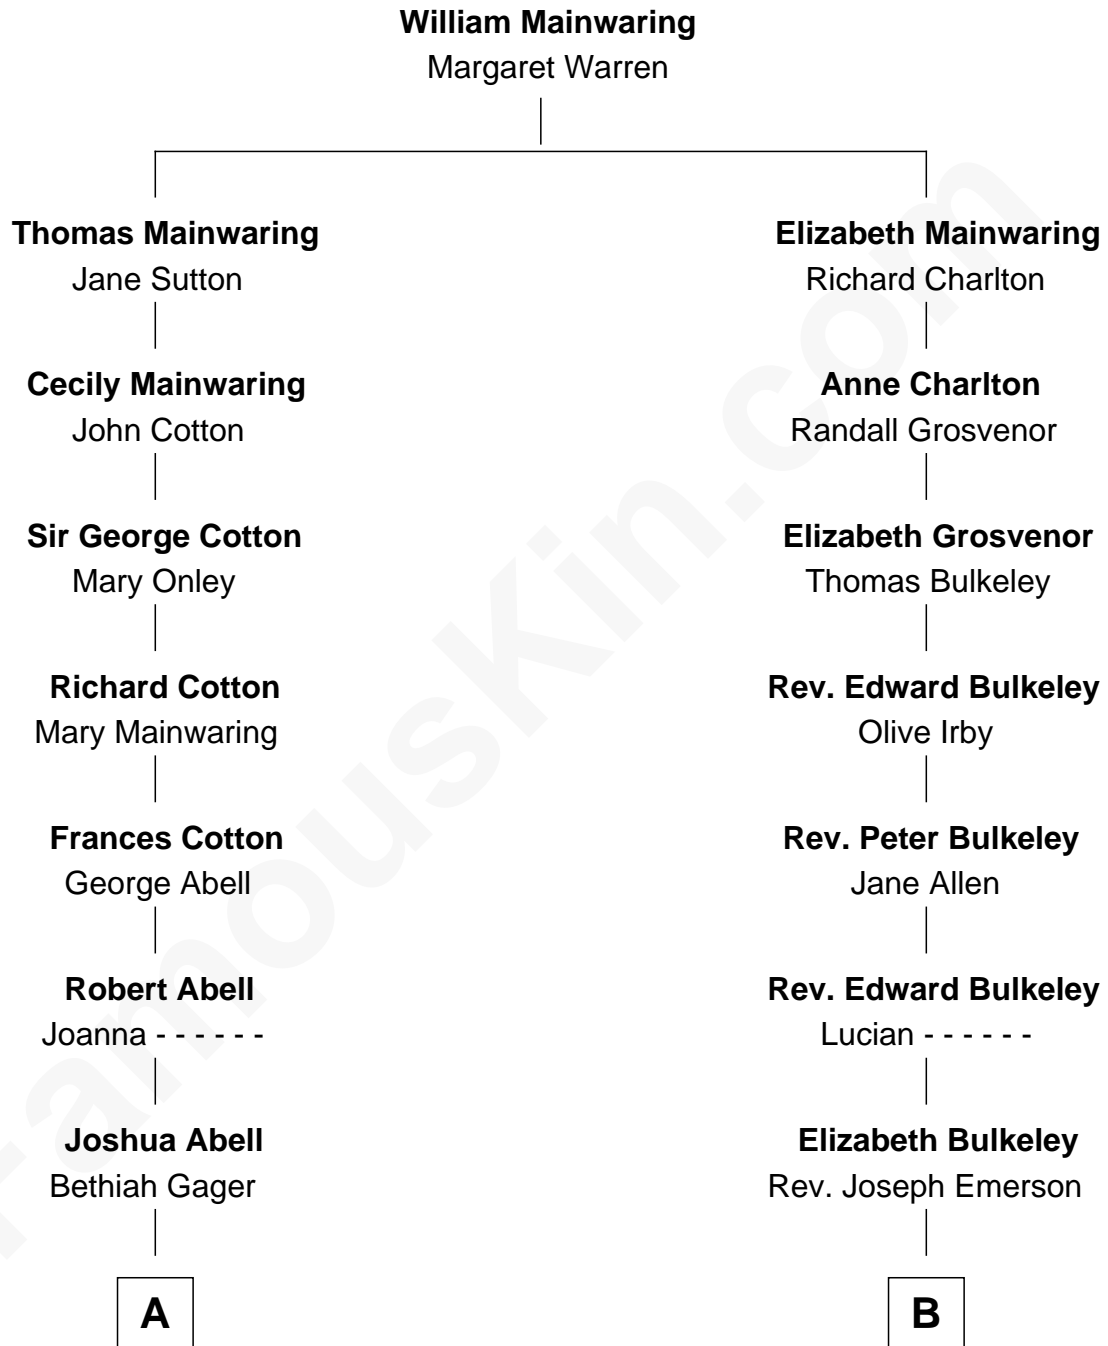 William Mainwaring
Margaret Warren
Thomas Mainwaring
Jane Sutton
Elizabeth Mainwaring
Richard Charlton
Cecily Mainwaring
John Cotton
Anne Charlton
Randall Grosvenor
Sir George Cotton
Mary Onley
Elizabeth Grosvenor
Thomas Bulkeley
Richard Cotton
Mary Mainwaring
Rev. Edward Bulkeley
Olive Irby
Frances Cotton
George Abell
Rev. Peter Bulkeley
Jane Allen
Robert Abell
Joanna - - - - - -
Rev. Edward Bulkeley
Lucian - - - - - -
Joshua Abell
Bethiah Gager
Elizabeth Bulkeley
Rev. Joseph Emerson
A
B
FamousKin.com